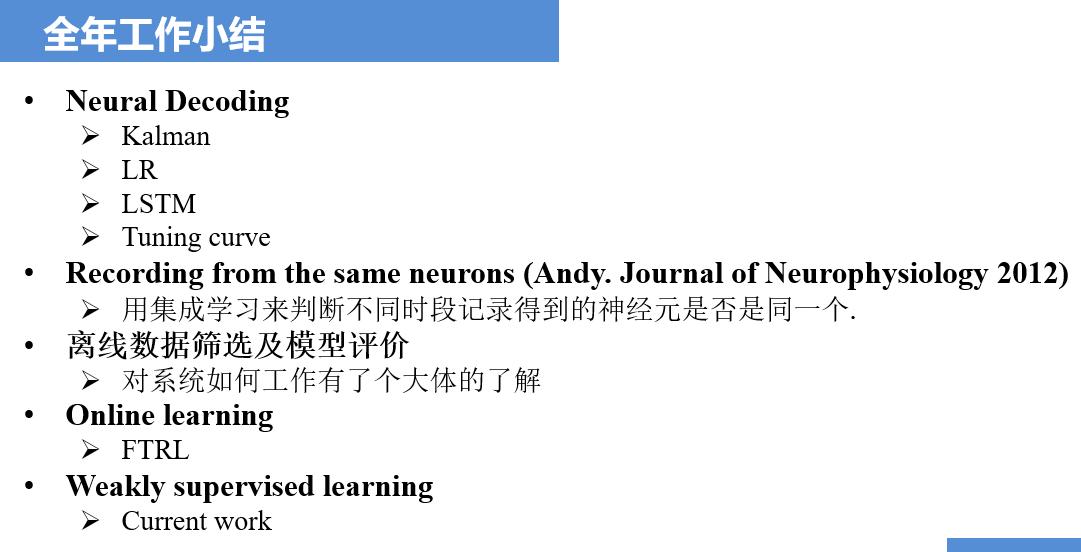 全年工作小结
• Neural Decoding
➢ Kalman
➢ LR
➢ LSTM
➢ Tuning curve
• Recording from the same neurons (Andy. Journal of Neurophysiology 2012)
➢ 用集成学习来判断不同时段记录得到的神经元是否是同一个.
• 离线数据筛选及模型评价
➢ 对系统如何工作有了个大体的了解
• Online learning
➢ FTRL
• Weakly supervised learning
➢ Current work